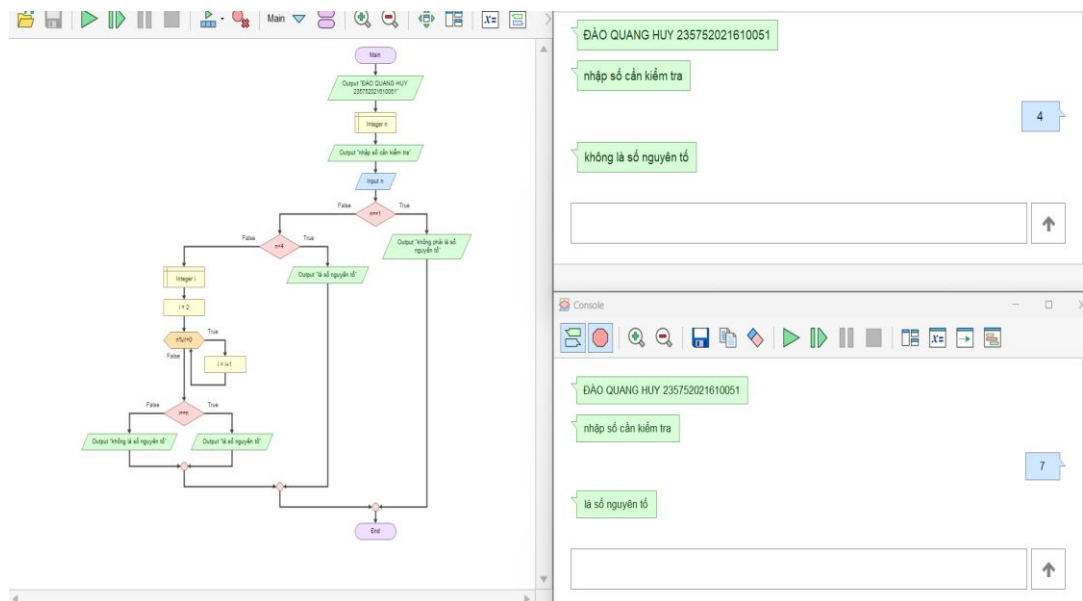 Main
Main
Output "ĐÀO QUANG HUY
235752021610051"
Integer n
Output "nhập số cần kiểm tra"
Input n
False
True
n==1
Output "không phải là số
nguyên tố"
False
True
n<4
Output "là số nguyên tố"
Integer i
i = 2
True
False
i = i+1
False
True
Output "không là số nguyên tố"
Output "là số nguyên tố"
End
ĐÀO QUANG HUY 235752021610051
nhập số cần kiểm tra
4
không là số nguyên tố
Console
ĐÀO QUANG HUY 235752021610051
nhập số cần kiểm tra
7
là số nguyên tố